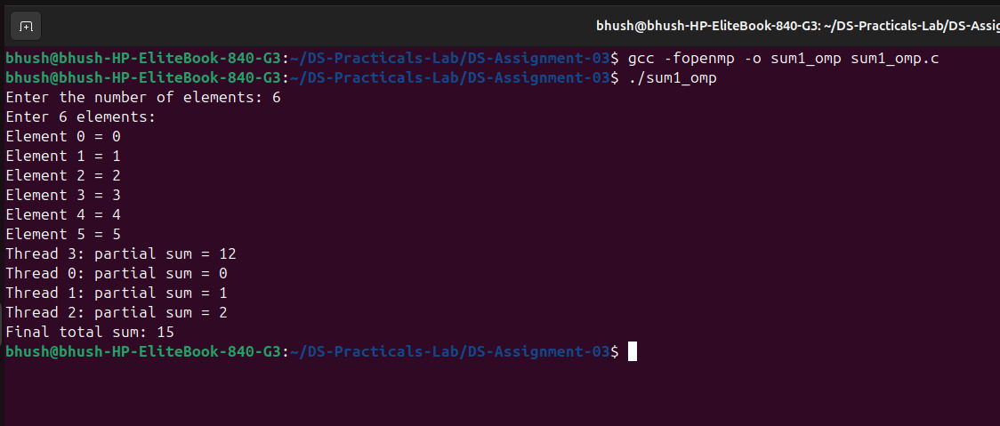 bhush@bhush-HP-EliteBook-840-G3: ~/DS-Practicals-Lab/DS-Assig
bhush@bhush-HP-EliteBook-840-G3:~/DS-Practicals-Lab/DS-Assignment-03$ gcc -fopenmp -o sum1_omp sum1_omp.c
bhush@bhush-HP-EliteBook-840-G3:~/DS-Practicals-Lab/DS-Assignment-03$ ./sum1_omp
Enter the number of elements: 6
Enter 6 elements:
Element 0 = 0
Element 1 = 1
Element 2 = 2
Element 3 = 3
Element 4 = 4
Element 5 = 5
Thread 3: partial sum = 12
Thread 0: partial sum = 0
Thread 1: partial sum = 1
Thread 2: partial sum = 2
Final total sum: 15
bhush@bhush-HP-EliteBook-840-G3:~/DS-Practicals-Lab/DS-Assignment-03$